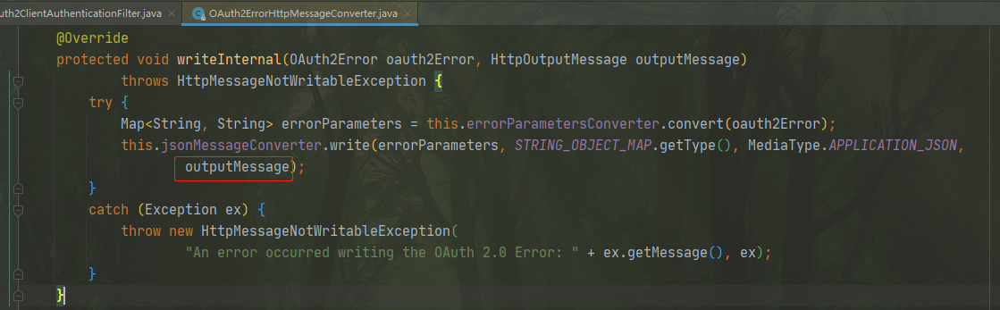 uth2ClientAuthenticationFilter.java × OAuth2ErrorHttpMessageConverter.java ×
@Override
protected void writeInternal(OAuth2Error oauth2Error, HttpOutputMessage outputMessage)
throws HttpMessageNotWritableException {
try {
Map<String, String> errorParameters = this.errorParametersConverter.convert(oauth2Error);
this.jsonMessageConverter.write(errorParameters, STRING_OBJECT_MAP.getType(), MediaType.APPLICATION_JSON,
outputMessage);
}
catch (Exception ex) {
throw new HttpMessageNotWritableException(
"An error occurred writing the OAuth 2.0 Error: " + ex.getMessage(), ex);
}
}